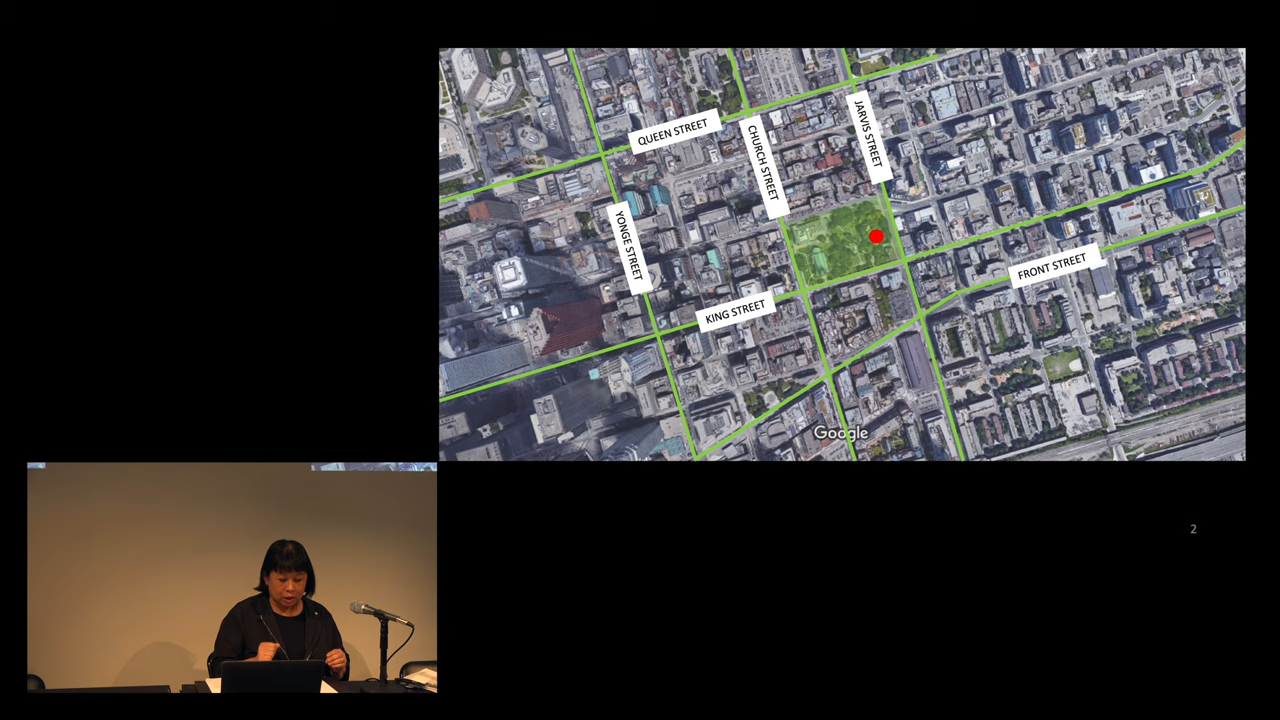 QUEEN STREET
CHURCH STREET
JARVIS STREET
YONGE STREET
KING STREET
FRONT STREET
Google
2